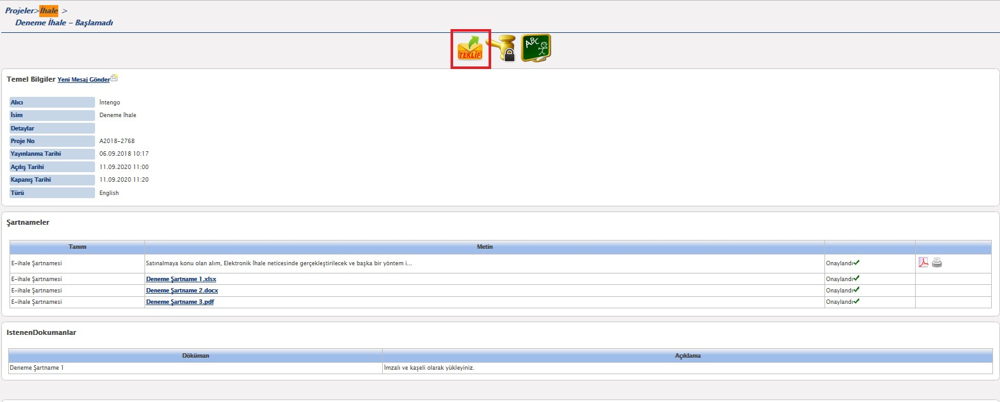 Projeler>İhale >
Deneme İhale - Başlamadı
TEKLİF
ABC
Temel Bilgiler Yeni Mesaj Gönder
Alıcı İntengo
İsim Deneme İhale
Detaylar
Proje No A2018-2768
Yayınlanma Tarihi 06.09.2018 10:17
Açılış Tarihi 11.09.2020 11:00
Kapanış Tarihi 11.09.2020 11:20
Türü English
Şartnameler
Tanım Metin
E-ihale Şartnamesi Satınalmaya konu olan alım, Elektronik İhale neticesinde gerçekleştirilecek ve başka bir yöntem i... Onaylandı
E-ihale Şartnamesi Deneme Şartname 1.xlsx Onaylandı
E-ihale Şartnamesi Deneme Şartname 2.docx Onaylandı
E-ihale Şartnamesi Deneme Şartname 3.pdf Onaylandı
IstenenDokumanlar
Döküman Açıklama
Deneme Şartname 1 İmzalı ve kaşeli olarak yükleyiniz.